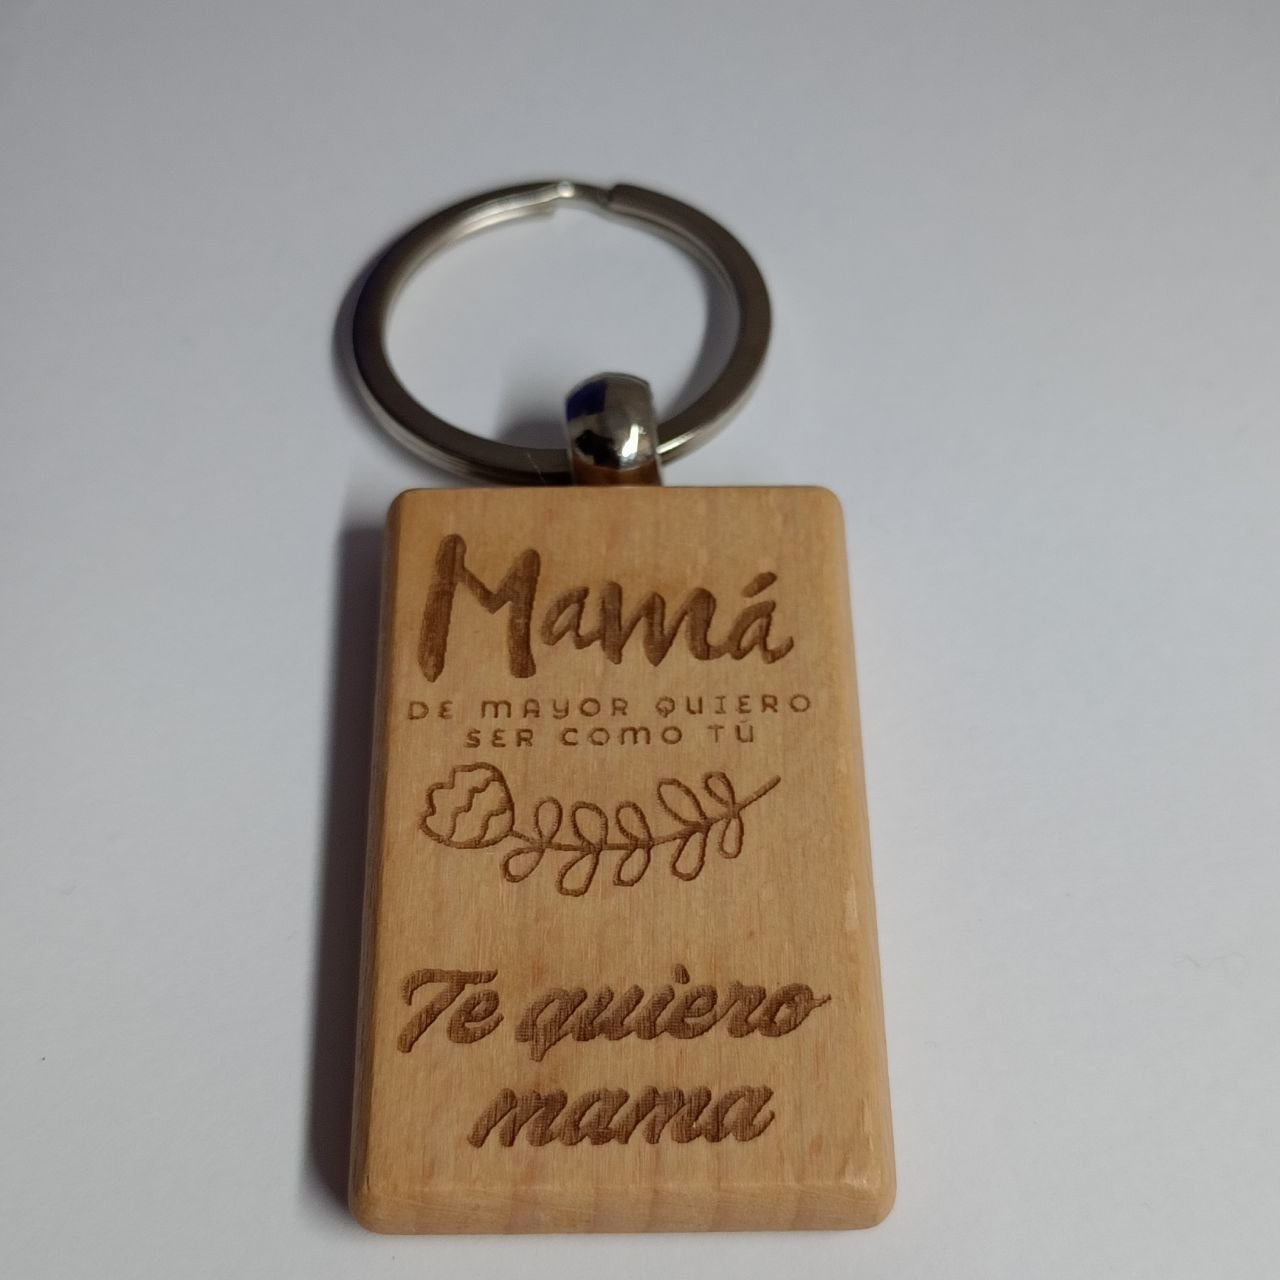 Mamá
DE MAYOR QUIERO
SER COMO TÚ
Te quiero
mama